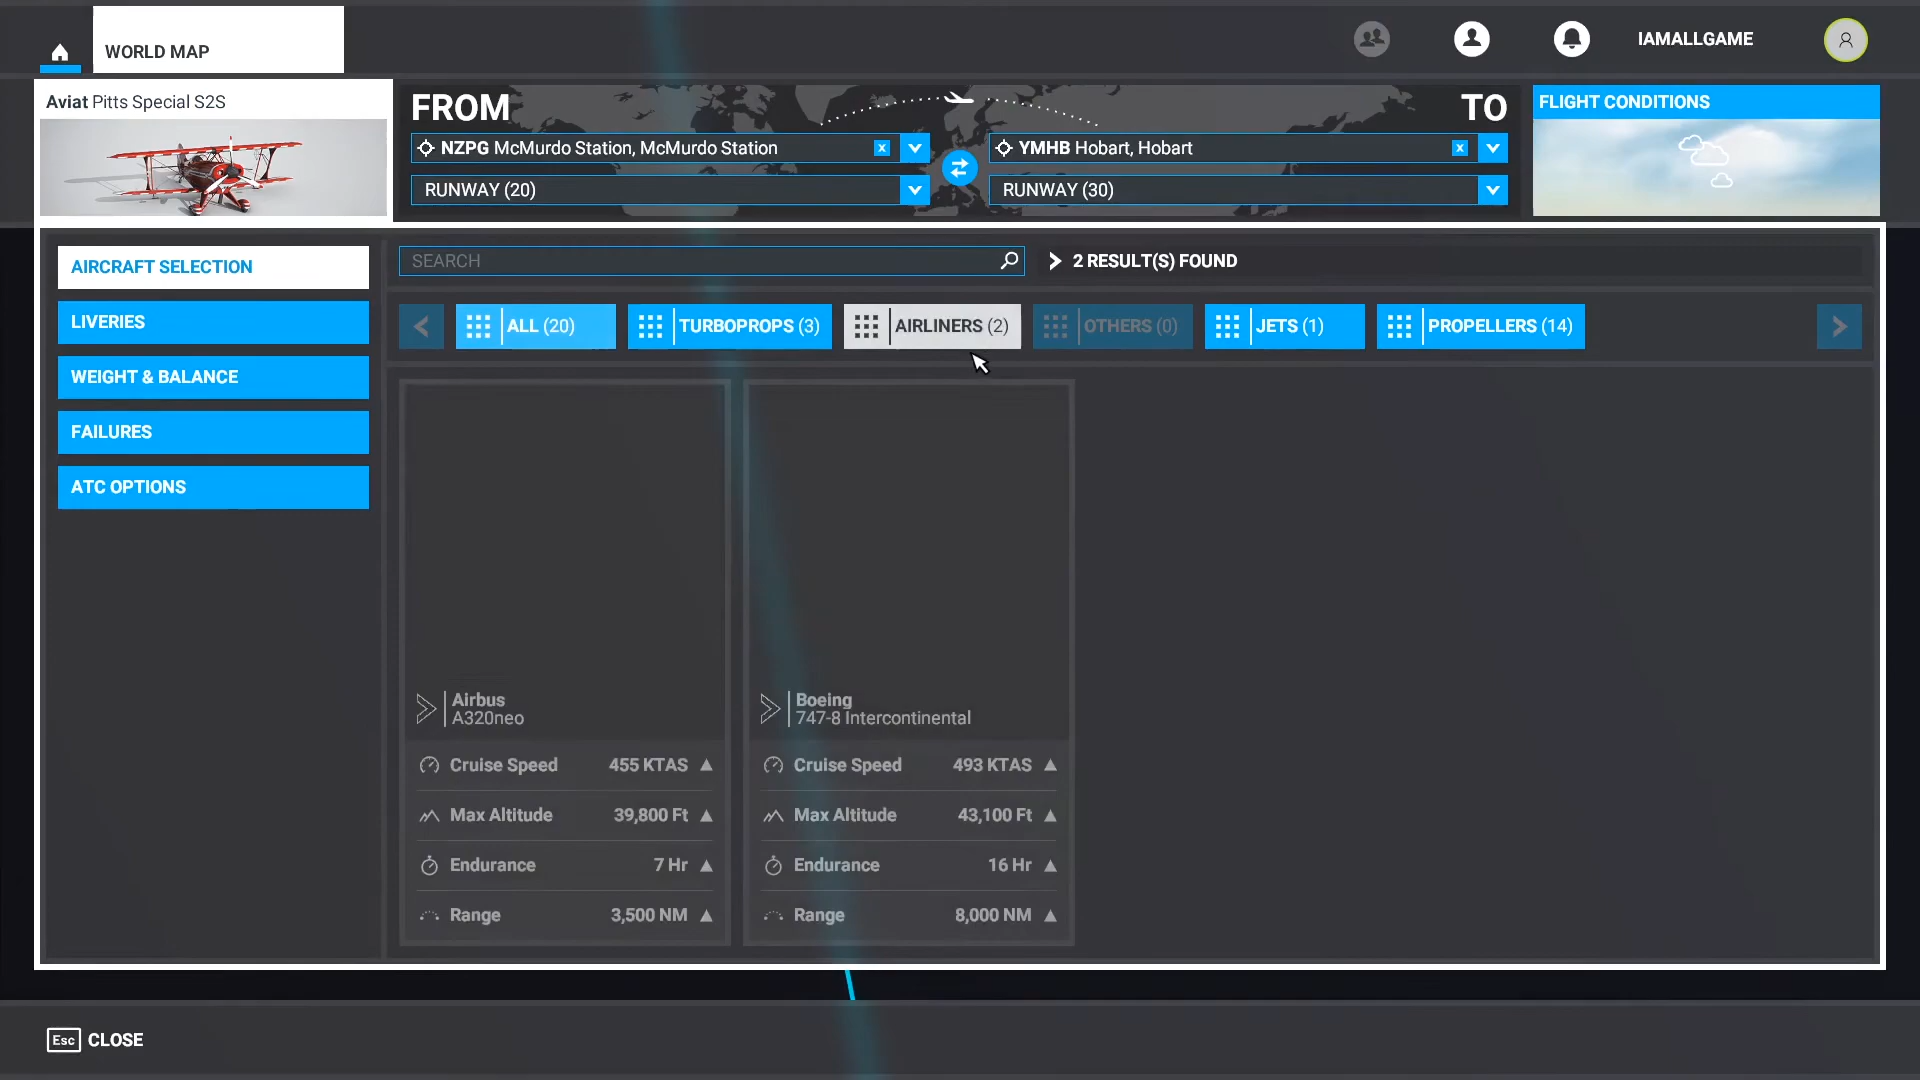 WORLD MAP
IAMALLGAME
Aviat Pitts Special S2S
FROM
TO
NZPG McMurdo Station, McMurdo Station
YMHB Hobart, Hobart
RUNWAY (20)
RUNWAY (30)
FLIGHT CONDITIONS
AIRCRAFT SELECTION
LIVERIES
WEIGHT & BALANCE
FAILURES
ATC OPTIONS
SEARCH
2 RESULT(S) FOUND
ALL (20)
TURBOPROPS (3)
AIRLINERS (2)
OTHERS (0)
JETS (1)
PROPELLERS (14)
Airbus
A320neo
Cruise Speed 455 KTAS
Max Altitude 39,800 Ft
Endurance 7 Hr
Range 3,500 NM
Boeing
747-8 Intercontinental
Cruise Speed 493 KTAS
Max Altitude 43,100 Ft
Endurance 16 Hr
Range 8,000 NM
Esc CLOSE